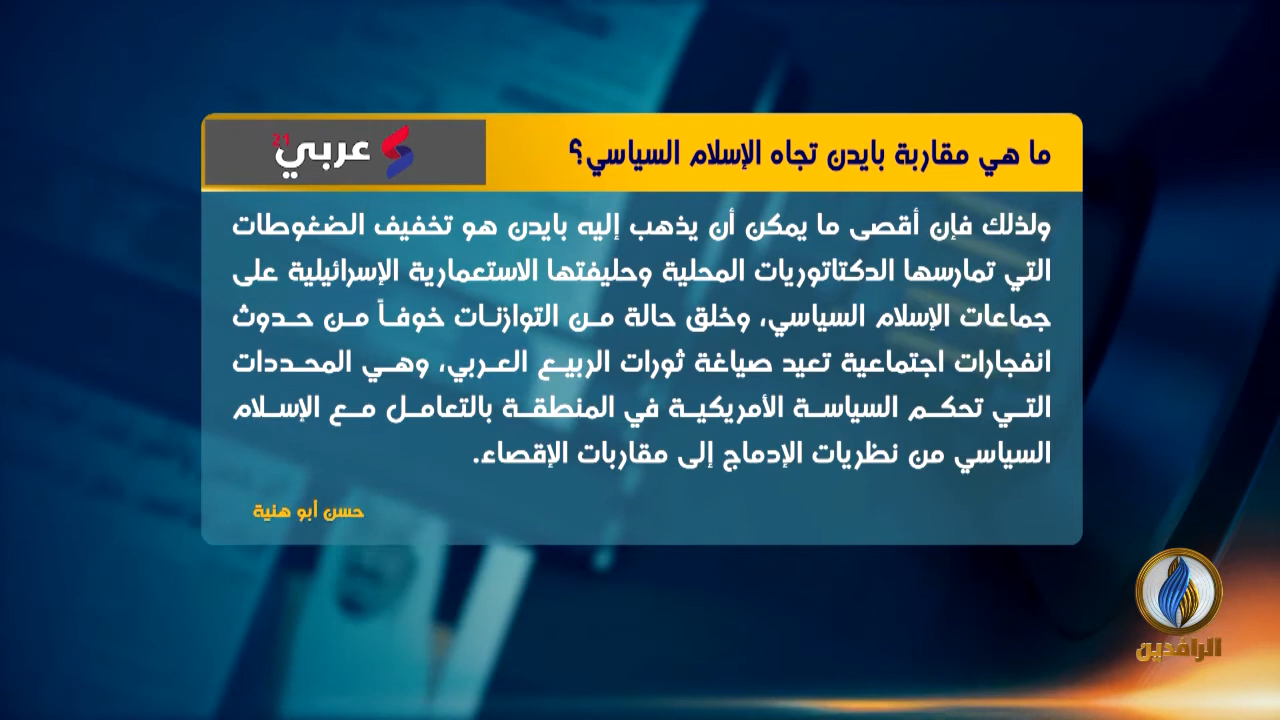 ما هي مقاربة بايدن تجاه الإسلام السياسي؟
عربي 21
ولذلك فإن أقصى ما يمكن أن يذهب إليه بايدن هو تخفيف الضغوطات
التي تمارسها الدكتاتوريات المحلية وحليفتها الاستعمارية الإسرائيلية على
جماعات الإسلام السياسي، وخلق حالة من التوازنات خوفاً من حدوث
انفجارات اجتماعية تعيد صياغة ثورات الربيع العربي، وهي المحددات
التي تحكم السياسة الأمريكية في المنطقة بالتعامل مع الإسلام
السياسي من نظريات الإدماج إلى مقاربات الإقصاء.
حسن أبو هنية
الرافدين